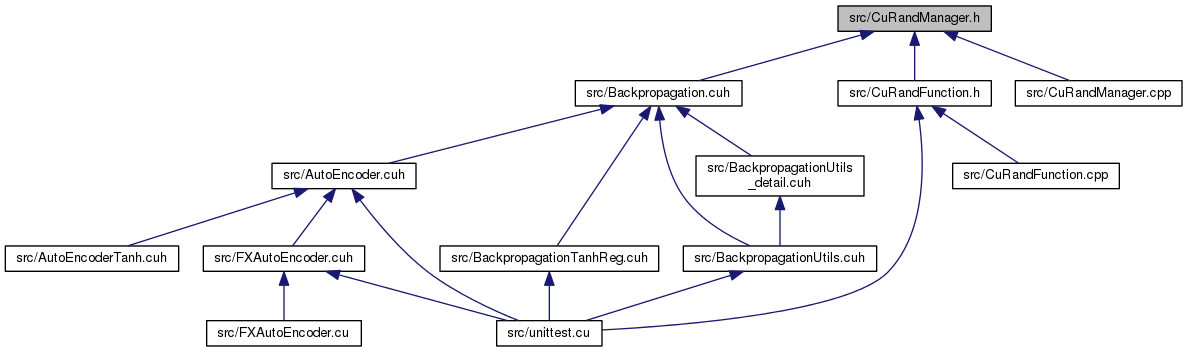 src/CuRandManager.h
src/Backpropagation.cuh
src/CuRandFunction.h
src/CuRandManager.cpp
src/AutoEncoder.cuh
src/BackpropagationUtils
_detail.cuh
src/CuRandFunction.cpp
src/AutoEncoderTanh.cuh
src/FXAutoEncoder.cuh
src/BackpropagationTanhReg.cuh
src/BackpropagationUtils.cuh
src/FXAutoEncoder.cu
src/unittest.cu